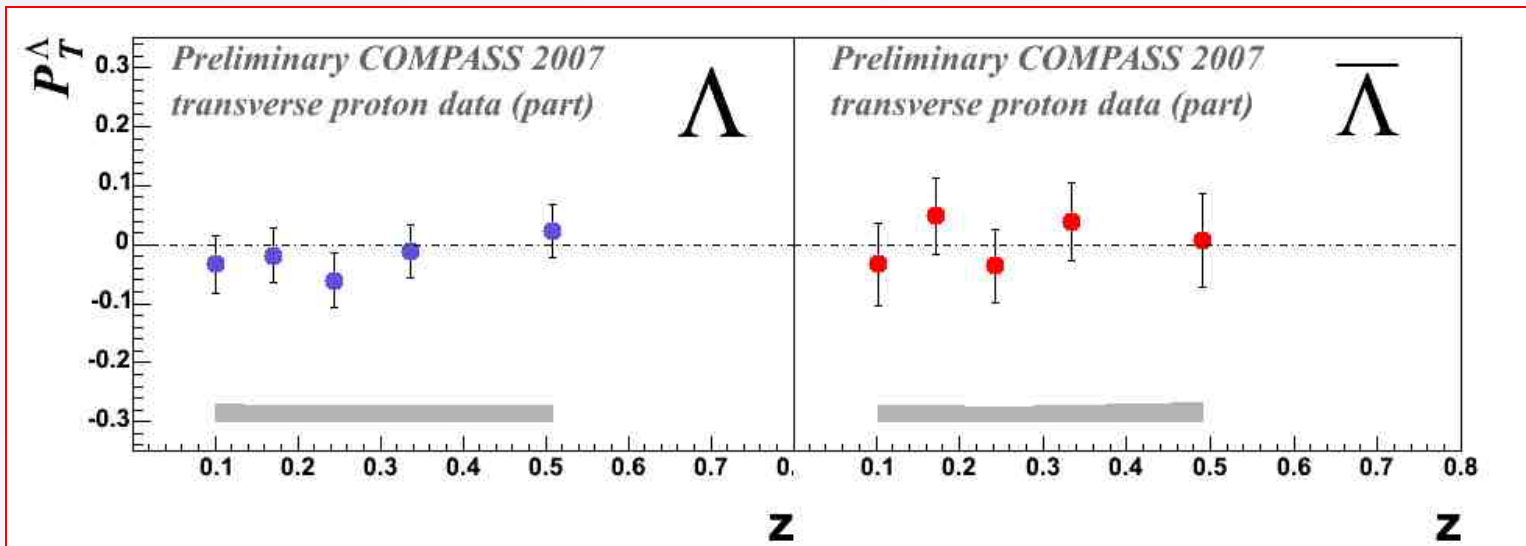 P_T^Λ
Preliminary COMPASS 2007
transverse proton data (part)
Λ
Preliminary COMPASS 2007
transverse proton data (part)
Λ̅
0.3
0.2
0.1
0
-0.1
-0.2
-0.3
0.1 0.2 0.3 0.4 0.5 0.6 0.7 0.
0.1 0.2 0.3 0.4 0.5 0.6 0.7 0.8
z
z